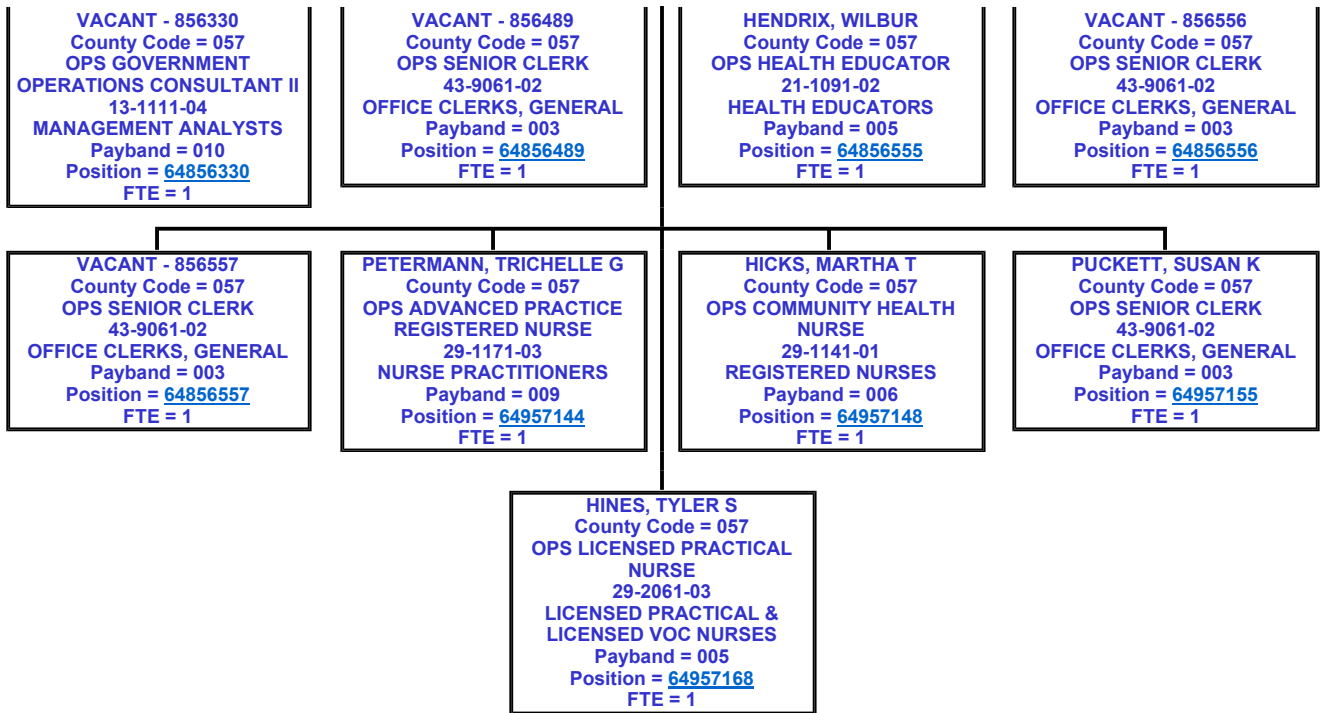 VACANT - 856330
County Code = 057
OPS GOVERNMENT
OPERATIONS CONSULTANT II
13-1111-04
MANAGEMENT ANALYSTS
Payband = 010
Position = 64856330
FTE = 1
VACANT - 856489
County Code = 057
OPS SENIOR CLERK
43-9061-02
OFFICE CLERKS, GENERAL
Payband = 003
Position = 64856489
FTE = 1
HENDRIX, WILBUR
County Code = 057
OPS HEALTH EDUCATOR
21-1091-02
HEALTH EDUCATORS
Payband = 005
Position = 64856555
FTE = 1
VACANT - 856556
County Code = 057
OPS SENIOR CLERK
43-9061-02
OFFICE CLERKS, GENERAL
Payband = 003
Position = 64856556
FTE = 1
VACANT - 856557
County Code = 057
OPS SENIOR CLERK
43-9061-02
OFFICE CLERKS, GENERAL
Payband = 003
Position = 64856557
FTE = 1
PETERMANN, TRICHELLE G
County Code = 057
OPS ADVANCED PRACTICE
REGISTERED NURSE
29-1171-03
NURSE PRACTITIONERS
Payband = 009
Position = 64957144
FTE = 1
HICKS, MARTHA T
County Code = 057
OPS COMMUNITY HEALTH
NURSE
29-1141-01
REGISTERED NURSES
Payband = 006
Position = 64957148
FTE = 1
PUCKETT, SUSAN K
County Code = 057
OPS SENIOR CLERK
43-9061-02
OFFICE CLERKS, GENERAL
Payband = 003
Position = 64957155
FTE = 1
HINES, TYLER S
County Code = 057
OPS LICENSED PRACTICAL
NURSE
29-2061-03
LICENSED PRACTICAL &
LICENSED VOC NURSES
Payband = 005
Position = 64957168
FTE = 1